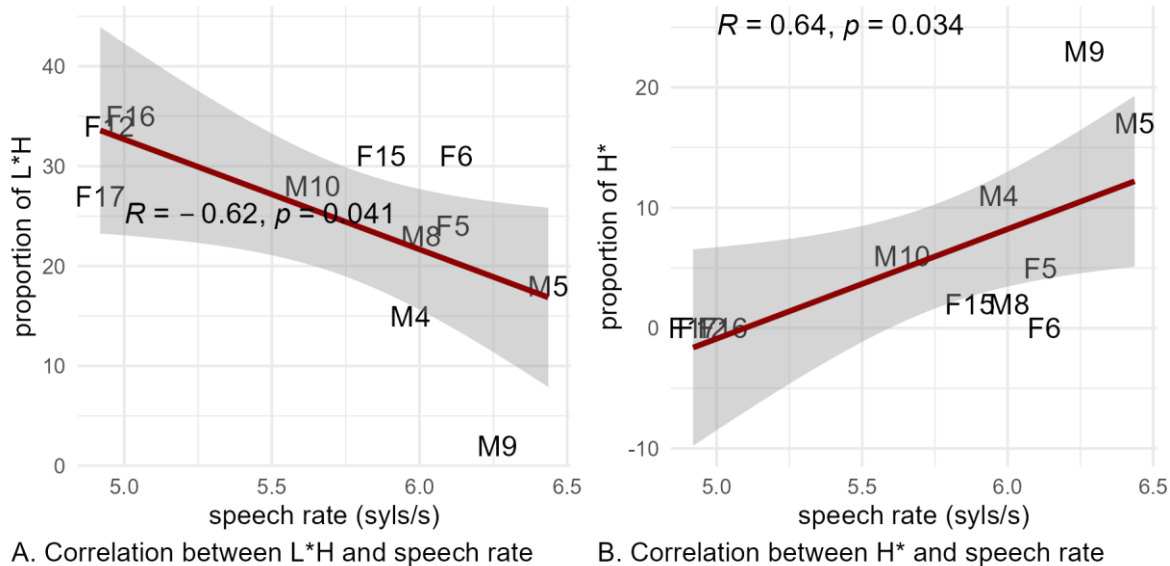 R = −0.62, p = 0.041
proportion of L*H
40
30
20
10
0
F12
F16
F17
M10
F15
F6
M8
F5
M4
M5
M9
5.0 5.5 6.0 6.5
speech rate (syls/s)
A. Correlation between L*H and speech rate
R = 0.64, p = 0.034
proportion of H*
20
10
0
-10
M9
M5
M4
M10
F5
F15
M8
F6
F17
F12
F16
5.0 5.5 6.0 6.5
speech rate (syls/s)
B. Correlation between H* and speech rate